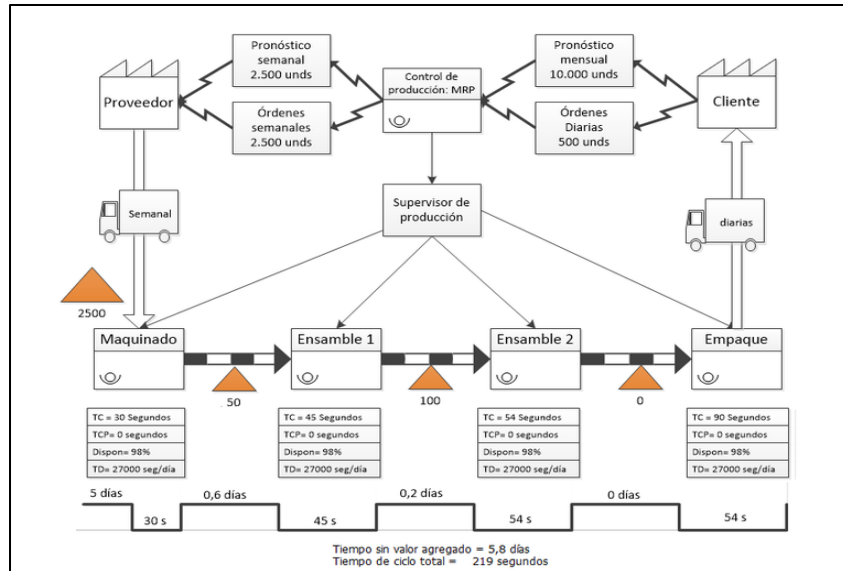 Pronóstico
semanal
2.500 unds
Control de
producción: MRP
Pronóstico
mensual
10.000 unds
Proveedor
Cliente
Órdenes
semanales
2.500 unds
Órdenes
Diarias
500 unds
Supervisor de
producción
Semanal
diarias
2500
Maquinado
Ensamble 1
Ensamble 2
Empaque
50
100
0
TC = 30 Segundos
TCP= 0 segundos
Dispon= 98%
TD= 27000 seg/día
TC = 45 Segundos
TCP= 0 segundos
Dispon= 98%
TD= 27000 seg/día
TC = 54 Segundos
TCP= 0 segundos
Dispon= 98%
TD= 27000 seg/día
TC = 90 Segundos
TCP= 0 segundos
Dispon= 98%
TD= 27000 seg/día
5 días
0,6 días
0,2 días
0 días
30 s
45 s
54 s
54 s
Tiempo sin valor agregado = 5,8 días
Tiempo de ciclo total = 219 segundos